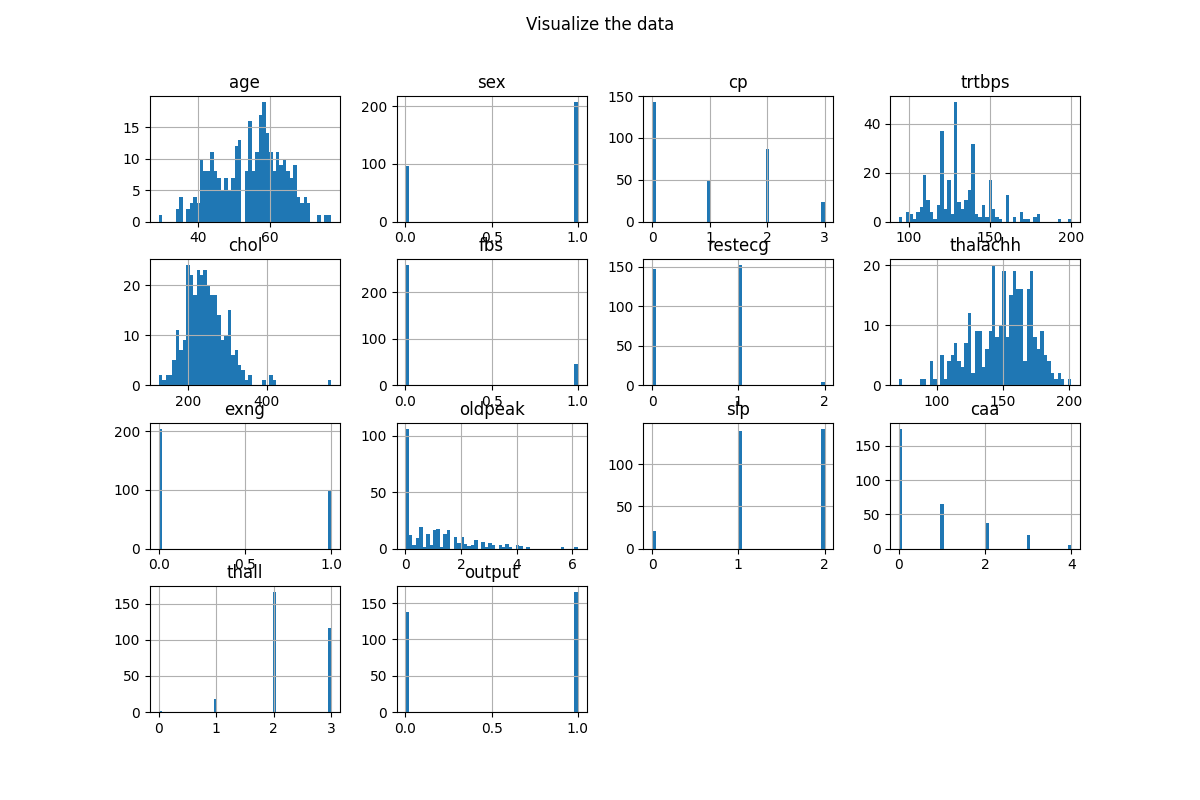 Visualize the data
age sex cp trtbps
15 10 5 0 40 60
200 100 0 0.0 0.5 1.0
150 100 50 0 0 1 2 3
40 20 0 100 150 200
chol fbs restecg thalachh
20 10 0 200 400
200 100 0 0.0 0.5 1.0
150 100 50 0 0 1 2
20 10 0 100 150 200
exng oldpeak slp caa
200 100 0 0.0 0.5 1.0
100 50 0 0 2 4 6
100 50 0 0 1 2
150 100 50 0 0 2 4
thall output
150 100 50 0 0 1 2 3
150 100 50 0 0.0 0.5 1.0